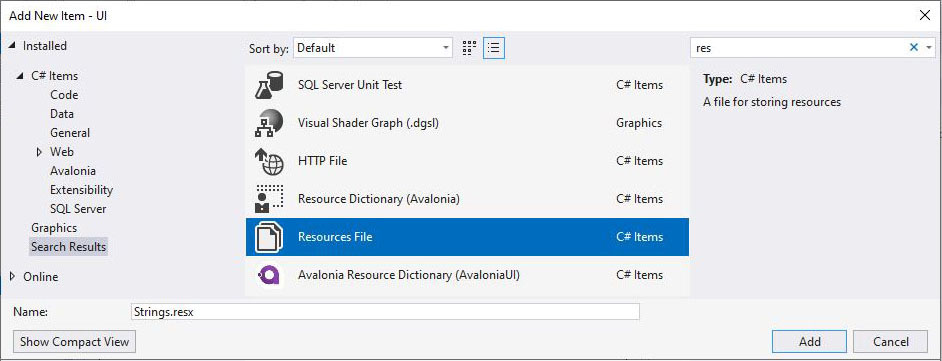 Add New Item - UI
Installed
C# Items
Code
Data
General
Web
Avalonia
Extensibility
SQL Server
Graphics
Search Results
Online
Sort by: Default
SQL Server Unit Test C# Items
Visual Shader Graph (.dgsl) Graphics
HTTP File C# Items
Resource Dictionary (Avalonia) C# Items
Resources File C# Items
Avalonia Resource Dictionary (AvaloniaUI) C# Items
res
Type: C# Items
A file for storing resources
Name: Strings.resx
Show Compact View Add Cancel